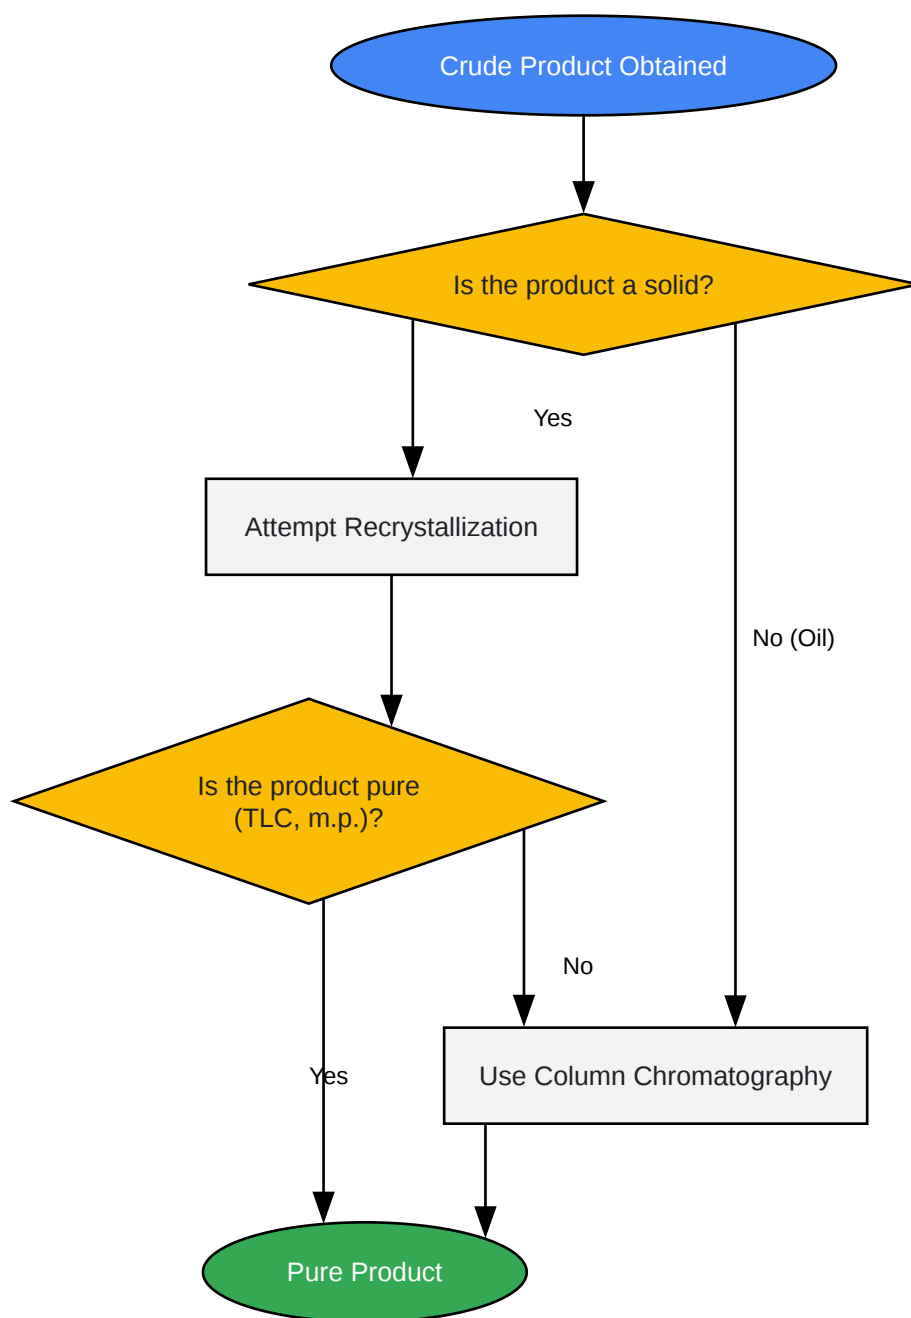 Crude Product Obtained
Is the product a solid?
Yes
Attempt Recrystallization
No (Oil)
Is the product pure
(TLC, m.p.)?
No
Yes
Use Column Chromatography
Pure Product